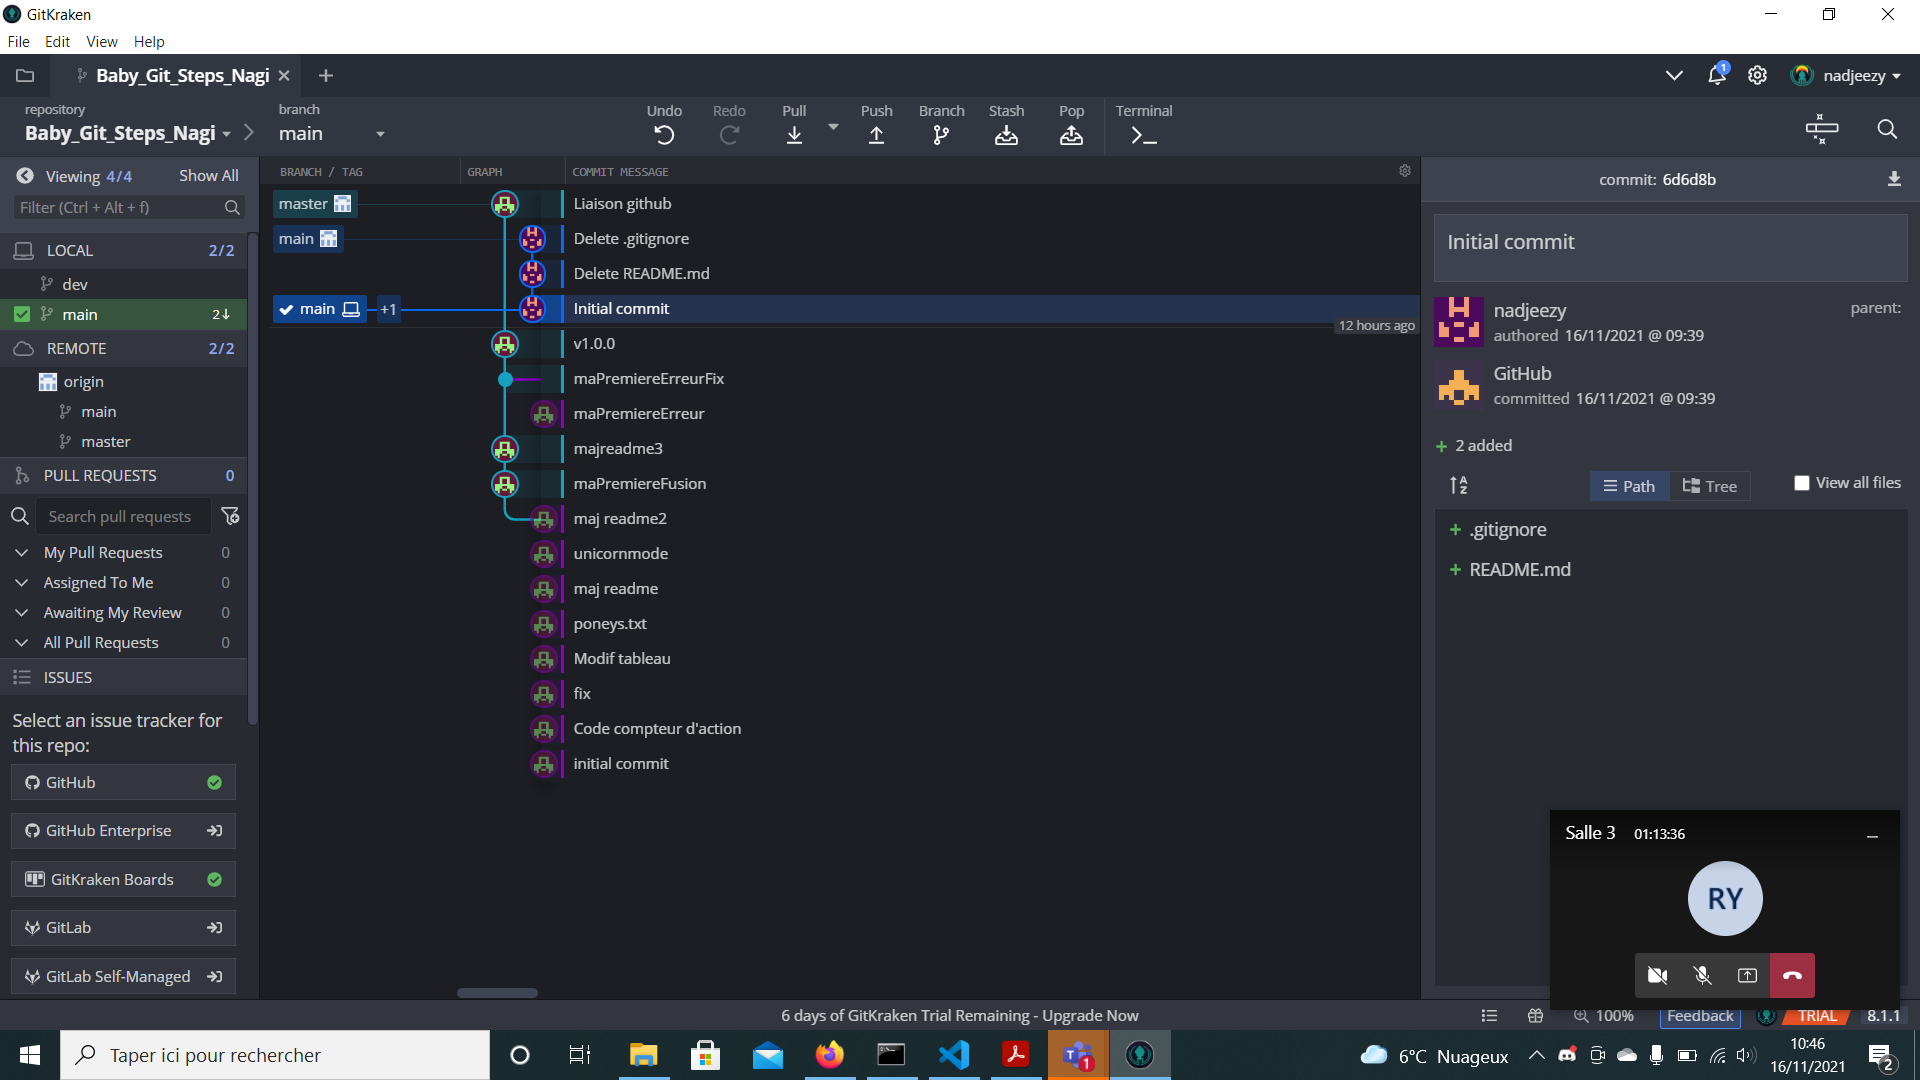 GitKraken
File Edit View Help
Baby_Git_Steps_Nagi
1
nadjeezy
repository
Baby_Git_Steps_Nagi
branch
main
Undo
Redo
Pull
Push
Branch
Stash
Pop
Terminal
Viewing 4/4
Show All
Filter (Ctrl + Alt + f)
LOCAL 2/2
dev
main 2↓
REMOTE 2/2
origin
main
master
PULL REQUESTS 0
Search pull requests
My Pull Requests 0
Assigned To Me 0
Awaiting My Review 0
All Pull Requests 0
ISSUES
Select an issue tracker for
this repo:
GitHub
GitHub Enterprise
GitKraken Boards
GitLab
GitLab Self-Managed
BRANCH / TAG GRAPH COMMIT MESSAGE
master Liaison github
main Delete .gitignore
Delete README.md
main +1 Initial commit
12 hours ago
v1.0.0
maPremiereErreurFix
maPremiereErreur
majreadme3
maPremiereFusion
maj readme2
unicornmode
maj readme
poneys.txt
Modif tableau
fix
Code compteur d'action
initial commit
commit: 6d6d8b
Initial commit
nadjeezy
parent:
authored 16/11/2021 @ 09:39
GitHub
committed 16/11/2021 @ 09:39
+ 2 added
Path
Tree
View all files
+ .gitignore
+ README.md
Salle 3 01:13:36
RY
6 days of GitKraken Trial Remaining - Upgrade Now
100%
Feedback
TRIAL
8.1.1
Taper ici pour rechercher
1
6°C Nuageux
10:46
16/11/2021
2